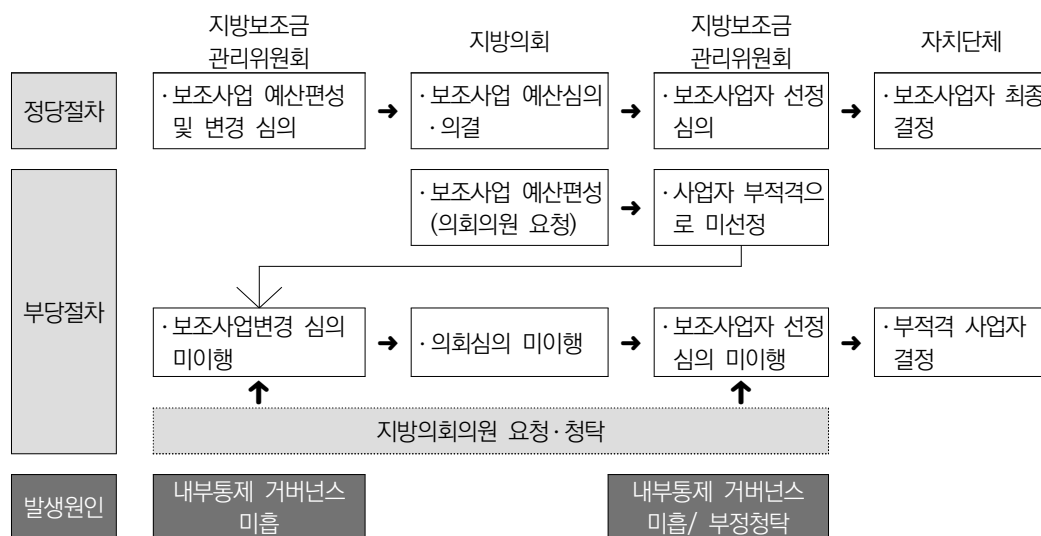 지방보조금
관리위원회
지방의회
지방보조금
관리위원회
자치단체
정당절차
· 보조사업 예산편성
및 변경 심의
· 보조사업 예산심의
· 의결
· 보조사업자 선정
심의
· 보조사업자 최종
결정
부당절차
· 보조사업 예산편성
(의회의원 요청)
· 사업자 부적격으
로 미선정
· 보조사업변경 심의
미이행
· 의회심의 미이행
· 보조사업자 선정
심의 미이행
· 부적격 사업자
결정
지방의회의원 요청·청탁
발생원인
내부통제 거버넌스
미흡
내부통제 거버넌스
미흡/ 부정청탁